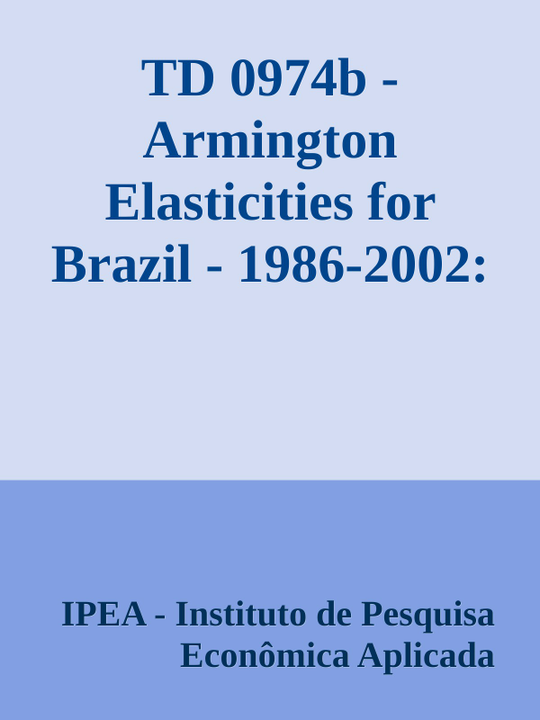 TD 0974b -
Armington
Elasticities for
Brazil - 1986-2002:
IPEA - Instituto de Pesquisa
Econômica Aplicada